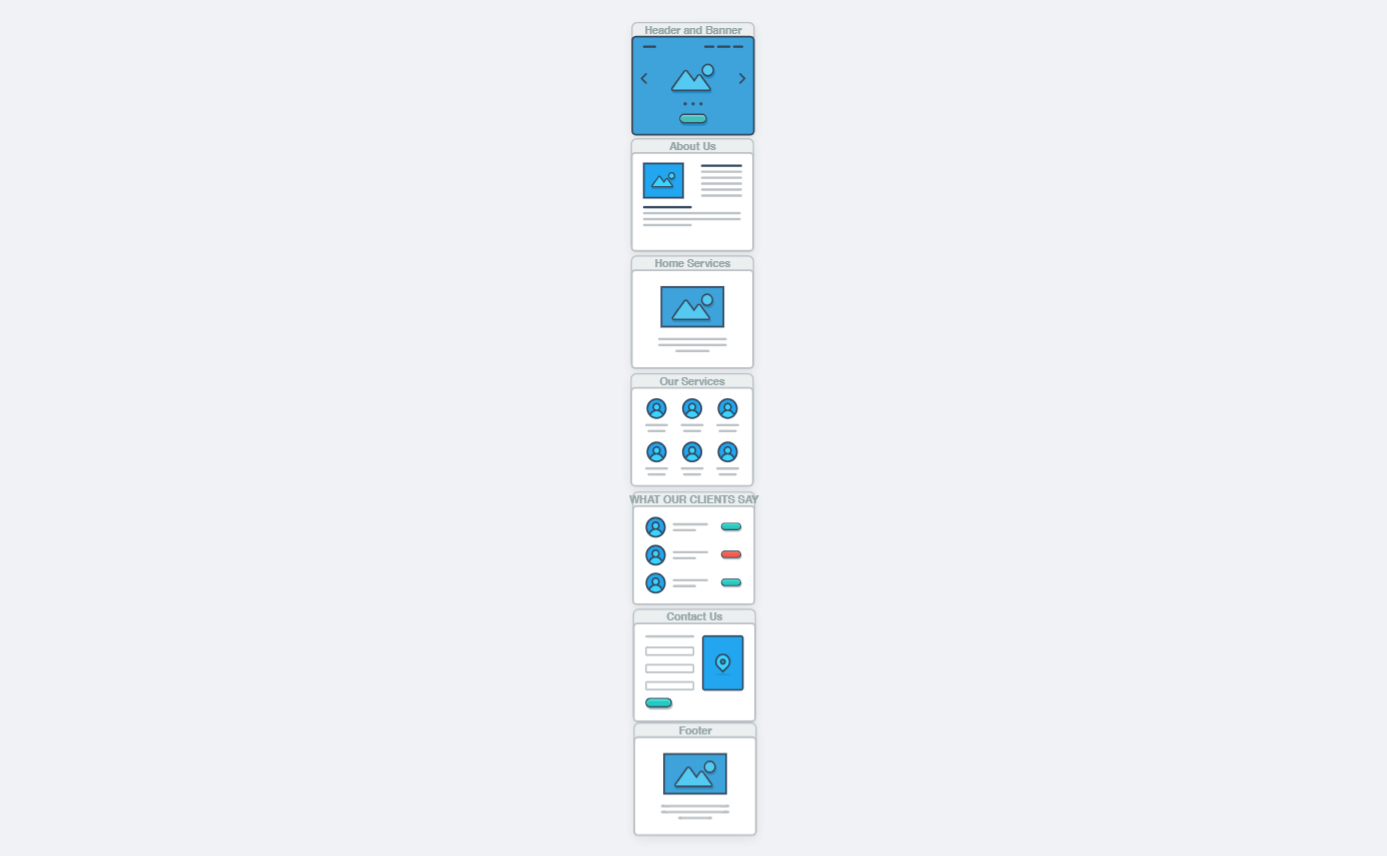 Header and Banner
About Us
Home Services
Our Services
WHAT OUR CLIENTS SAY
Contact Us
Footer